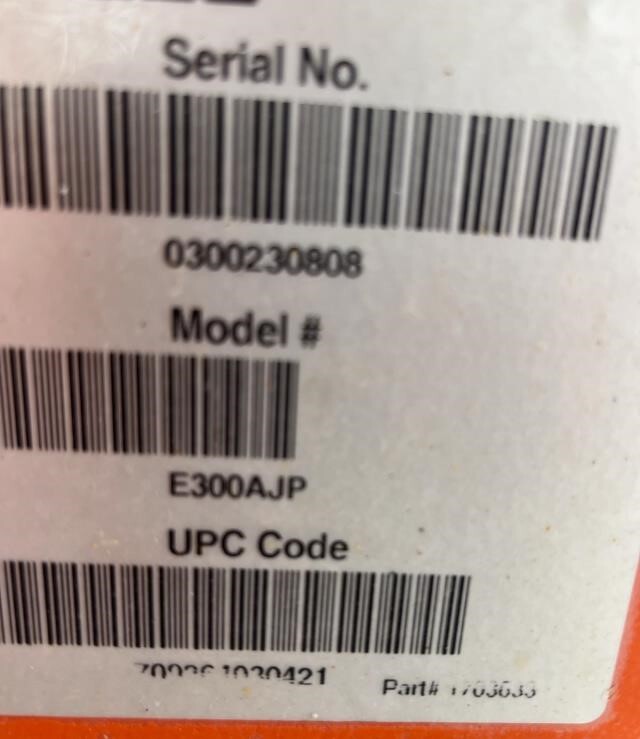 Serial No.
0300230808
Model #
E300AJP
UPC Code
Part#